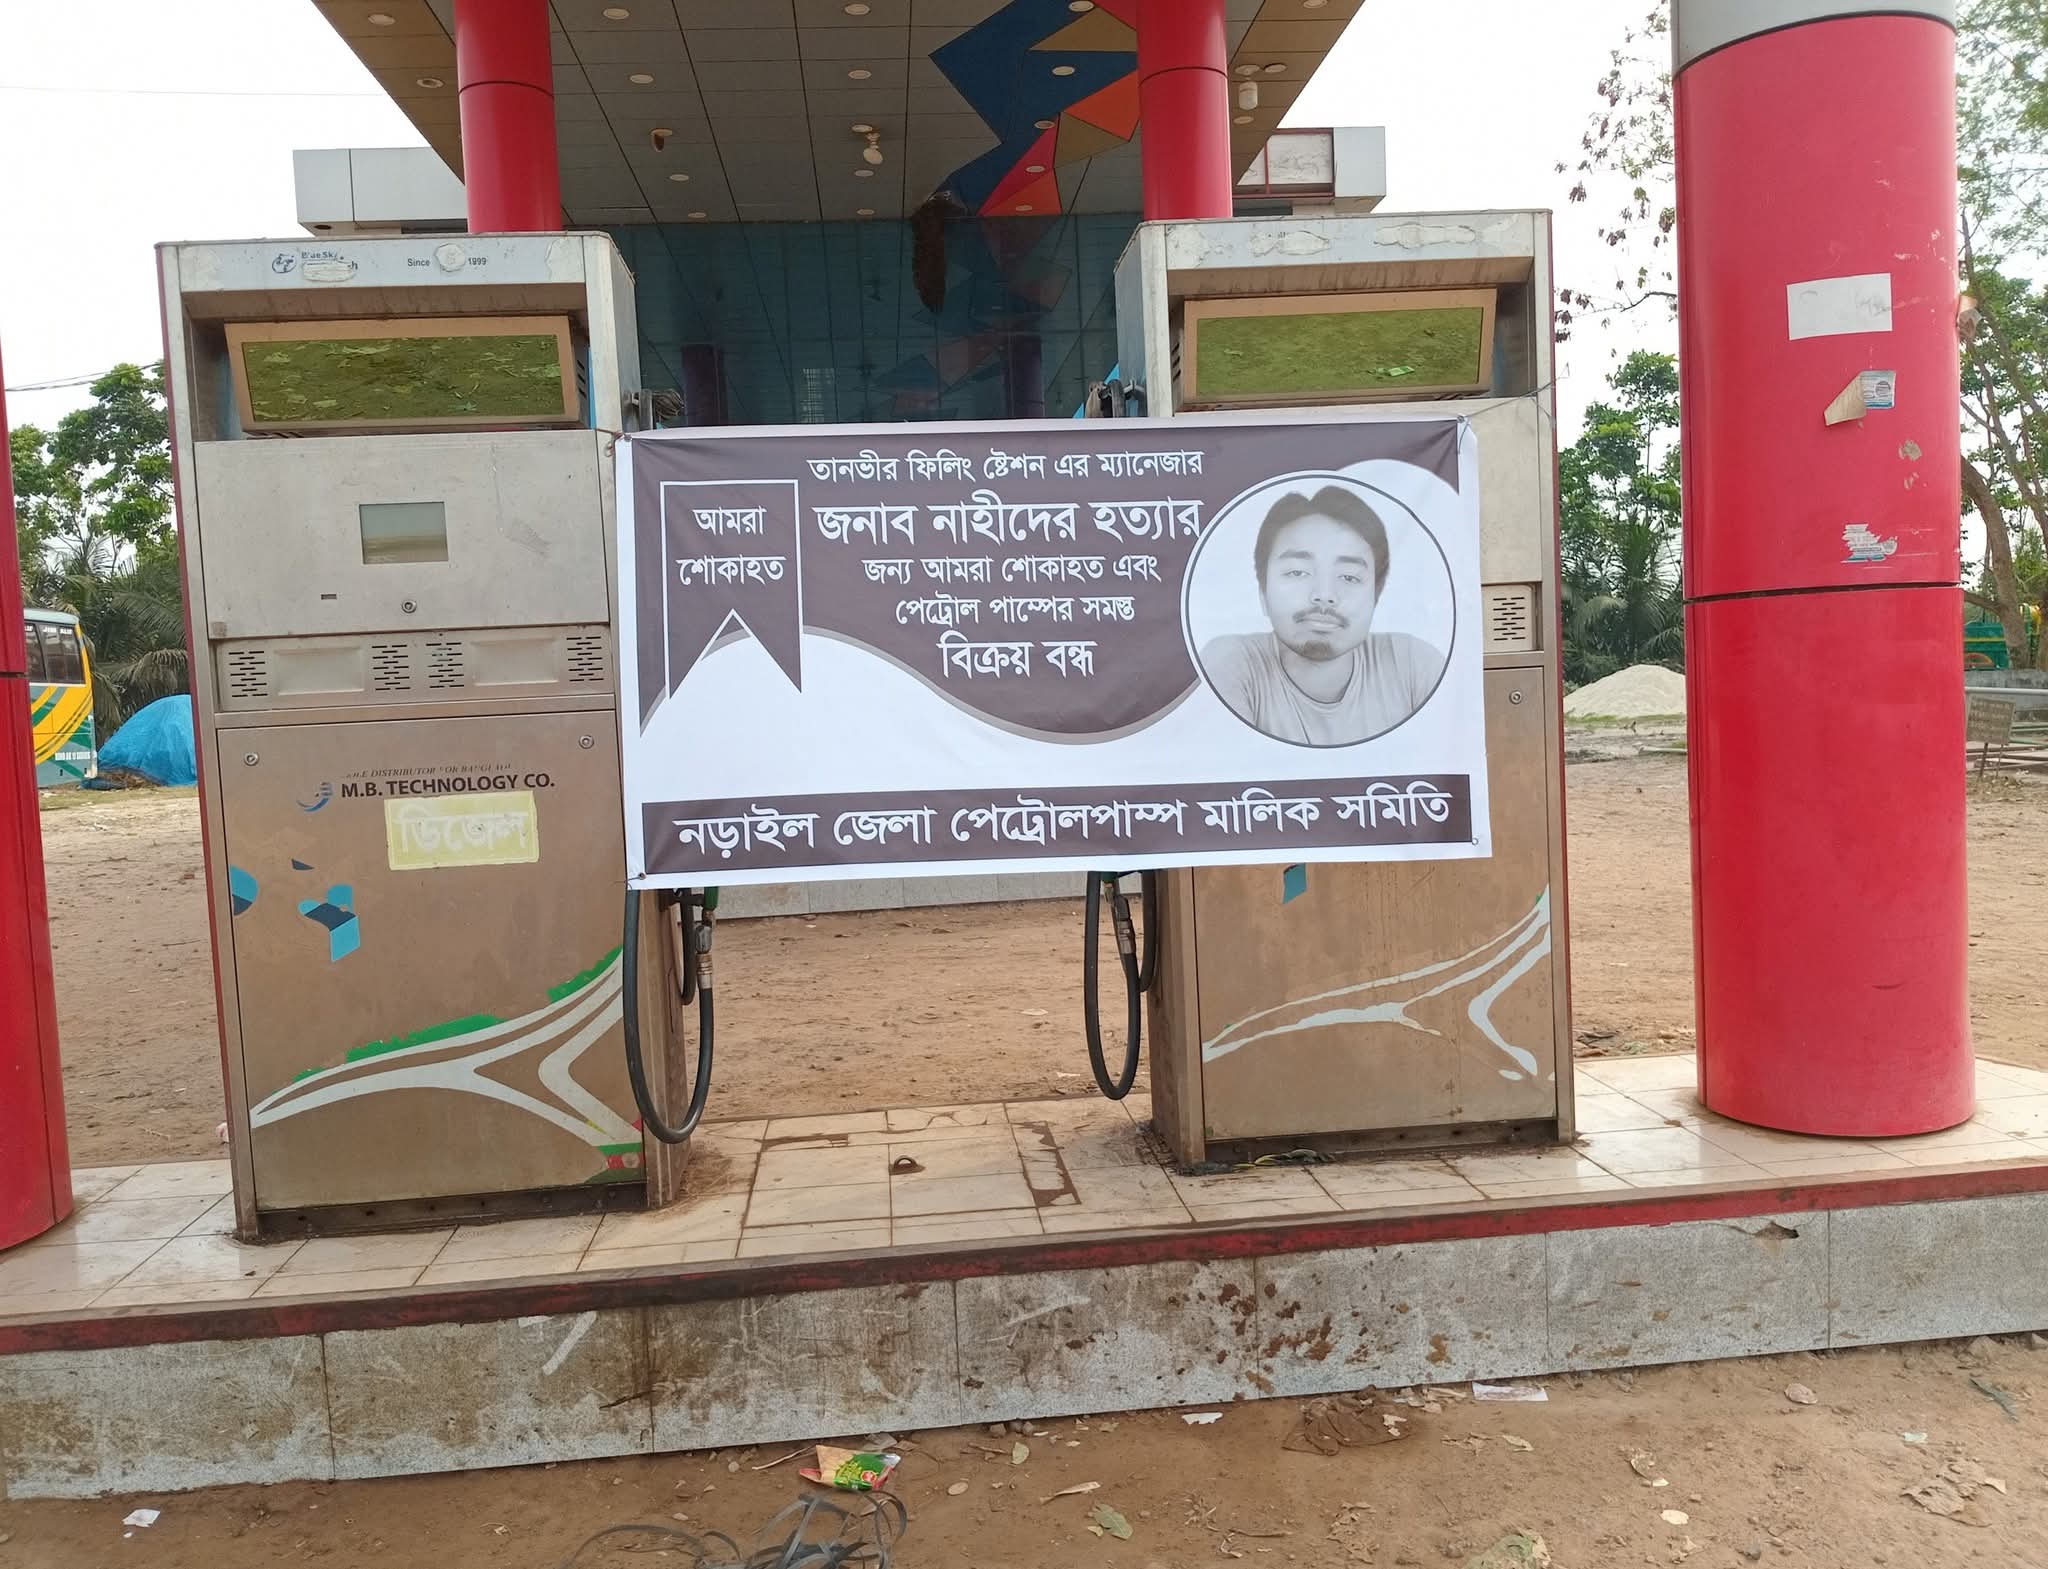 Since 1999
তানভীর ফিলিং ষ্টেশন এর ম্যানেজার
জনাব নাহীদের হত্যার
জন্য আমরা শোকাহত এবং
পেট্রোল পাম্পের সমস্ত
বিক্রয় বন্ধ
আমরা
শোকাহত
নড়াইল জেলা পেট্রোলপাম্প মালিক সমিতি
DISTRIBUTOR
M.B. TECHNOLOGY CO.
ডিজেল